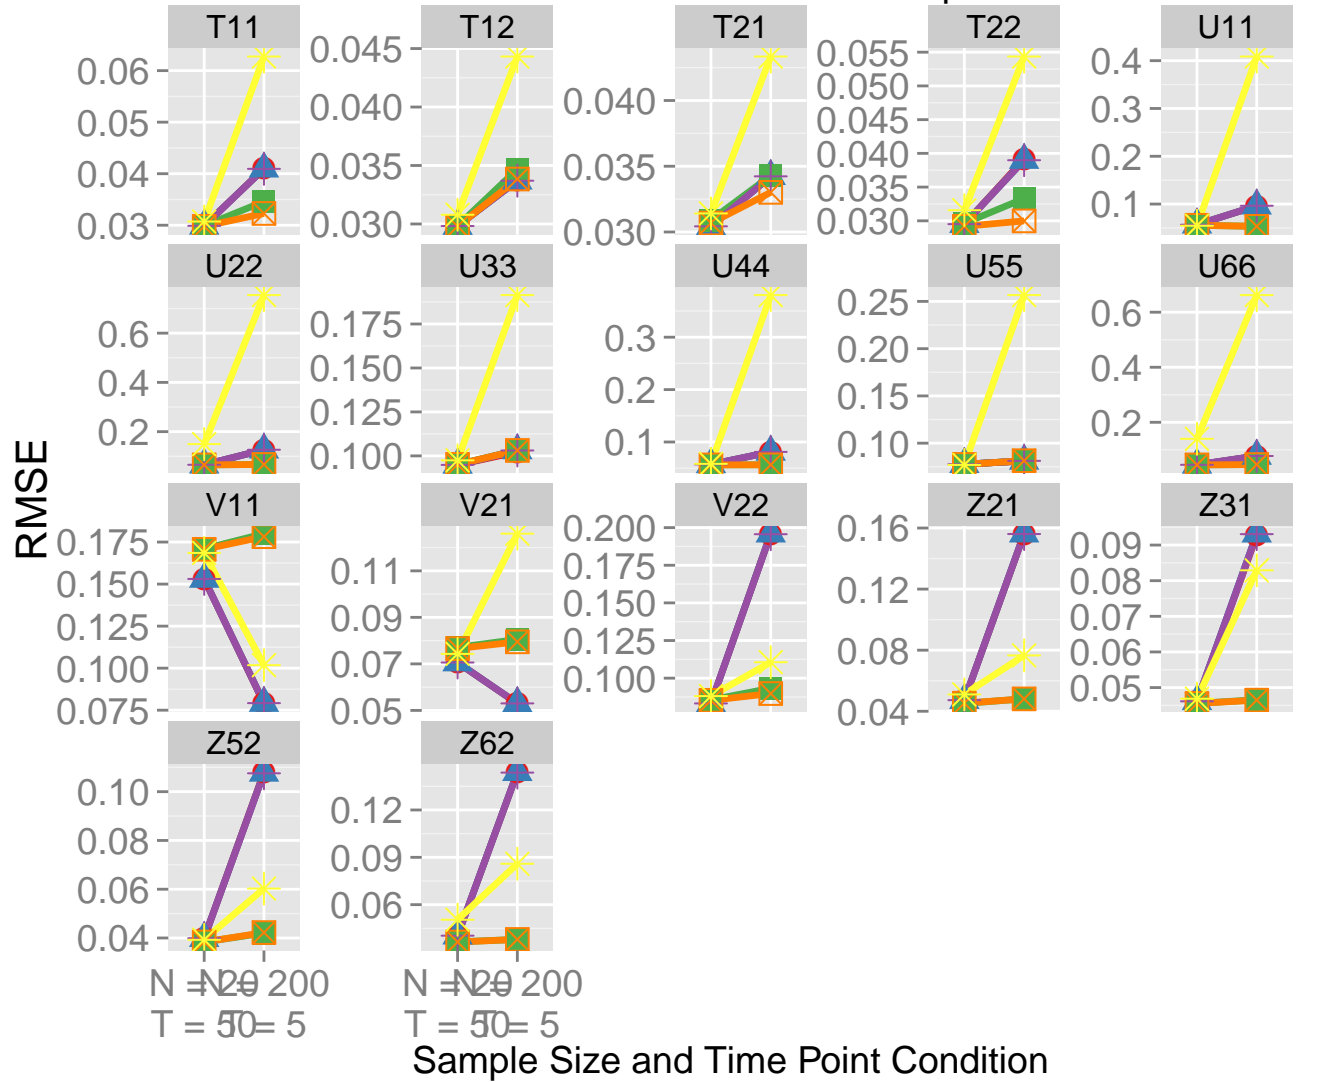 T11 T12 T21 T22 U11
0.06 0.05 0.04 0.03
0.045 0.040 0.035 0.030
0.040 0.035 0.030
0.055 0.050 0.045 0.040 0.035 0.030
0.4 0.3 0.2 0.1
U22 U33 U44 U55 U66
0.6 0.4 0.2
0.175 0.150 0.125 0.100
0.3 0.2 0.1
0.25 0.20 0.15 0.10
0.6 0.4 0.2
RMSE
V11 V21 V22 Z21 Z31
0.175 0.150 0.125 0.100 0.075
0.11 0.09 0.07 0.05
0.200 0.175 0.150 0.125 0.100
0.16 0.12 0.08 0.04
0.09 0.08 0.07 0.06 0.05
Z52 Z62
0.10 0.08 0.06 0.04
0.12 0.09 0.06
N = 20 N = 200 N = 20 N = 200
T = 50 T = 5 T = 50 T = 5
Sample Size and Time Point Condition